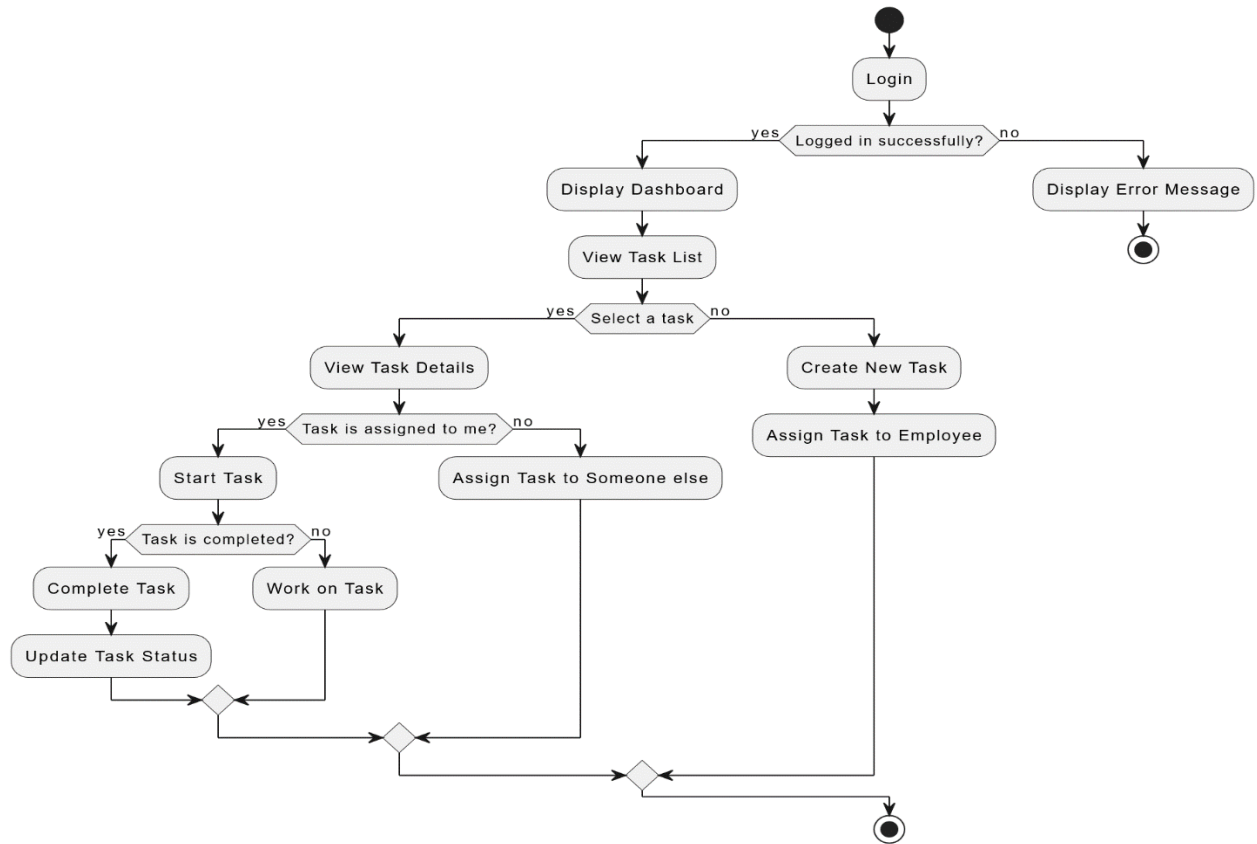 Login
yes
Logged in successfully?
no
Display Dashboard
Display Error Message
View Task List
yes
Select a task
no
View Task Details
Create New Task
yes
Task is assigned to me?
no
Assign Task to Employee
Start Task
Assign Task to Someone else
yes
Task is completed?
no
Complete Task
Work on Task
Update Task Status